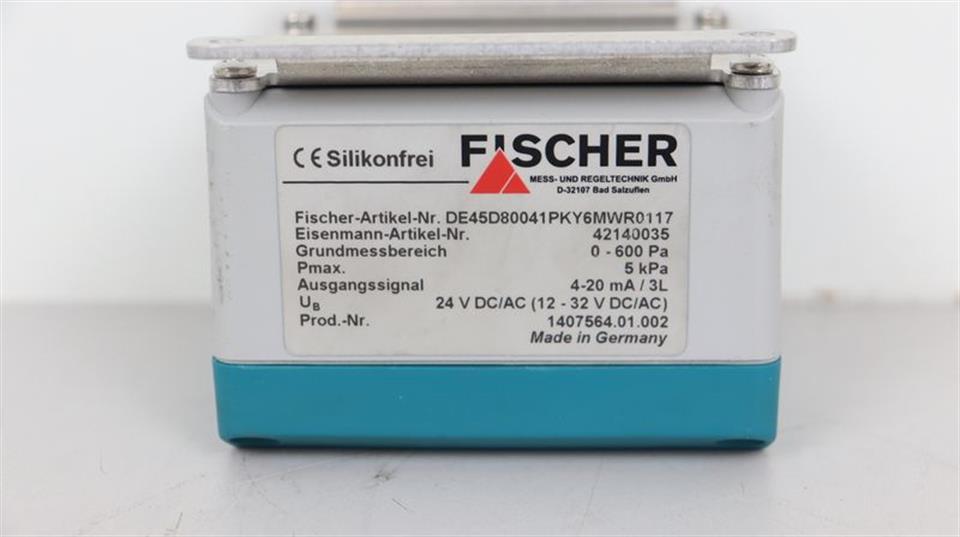 CE Silikonfrei
FISCHER
MESS- UND REGELTECHNIK GmbH
D-32107 Bad Salzuflen
Fischer-Artikel-Nr. DE45D80041PKY6MWR0117
Eisenmann-Artikel-Nr. 42140035
Grundmessbereich 0 - 600 Pa
Pmax. 5 kPa
Ausgangssignal 4-20 mA / 3L
UB 24 V DC/AC (12 - 32 V DC/AC)
Prod.-Nr. 1407564.01.002
Made in Germany